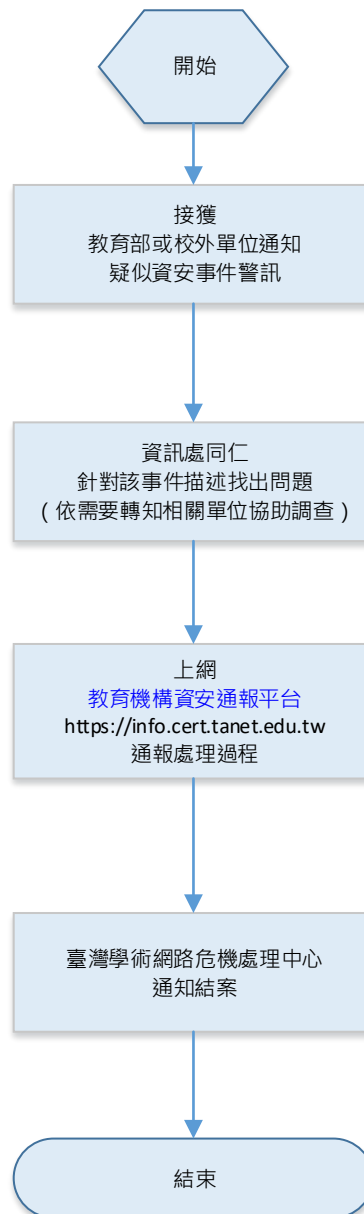 開始
接獲
教育部或校外單位通知
疑似資安事件警訊
資訊處同仁
針對該事件描述找出問題
（依需要轉知相關單位協助調查）
上網
教育機構資安通報平台
https://info.cert.tanet.edu.tw
通報處理過程
臺灣學術網路危機處理中心
通知結案
結束